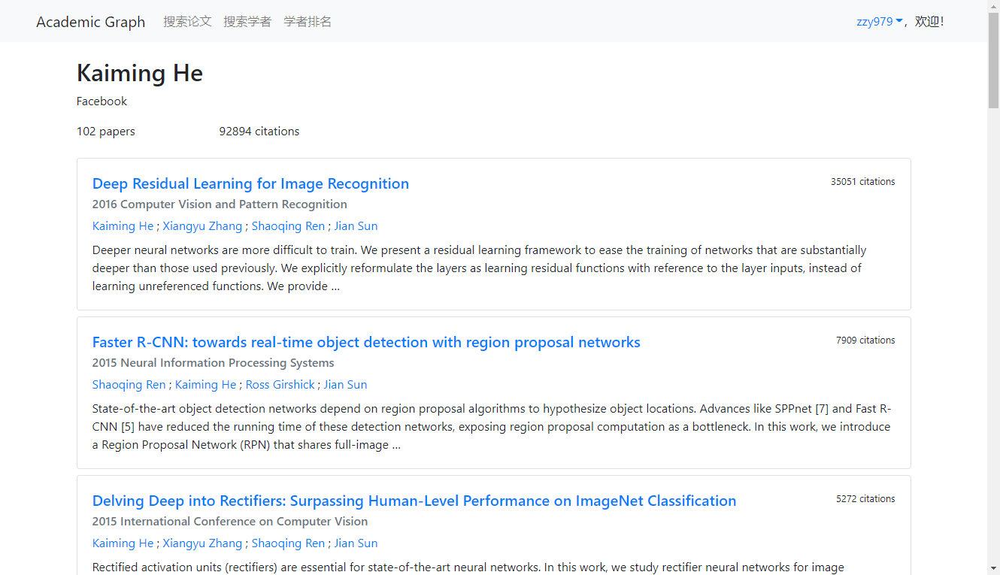 Academic Graph 搜索论文 搜索学者 学者排名 zzy979 , 欢迎!
Kaiming He
Facebook
102 papers 92894 citations
Deep Residual Learning for Image Recognition 35051 citations
2016 Computer Vision and Pattern Recognition
Kaiming He ; Xiangyu Zhang ; Shaoqing Ren ; Jian Sun
Deeper neural networks are more difficult to train. We present a residual learning framework to ease the training of networks that are substantially
deeper than those used previously. We explicitly reformulate the layers as learning residual functions with reference to the layer inputs, instead of
learning unreferenced functions. We provide ...
Faster R-CNN: towards real-time object detection with region proposal networks 7909 citations
2015 Neural Information Processing Systems
Shaoqing Ren ; Kaiming He ; Ross Girshick ; Jian Sun
State-of-the-art object detection networks depend on region proposal algorithms to hypothesize object locations. Advances like SPPnet [7] and Fast R-
CNN [5] have reduced the running time of these detection networks, exposing region proposal computation as a bottleneck. In this work, we introduce
a Region Proposal Network (RPN) that shares full-image ...
Delving Deep into Rectifiers: Surpassing Human-Level Performance on ImageNet Classification 5272 citations
2015 International Conference on Computer Vision
Kaiming He ; Xiangyu Zhang ; Shaoqing Ren ; Jian Sun
Rectified activation units (rectifiers) are essential for state-of-the-art neural networks. In this work, we study rectifier neural networks for image